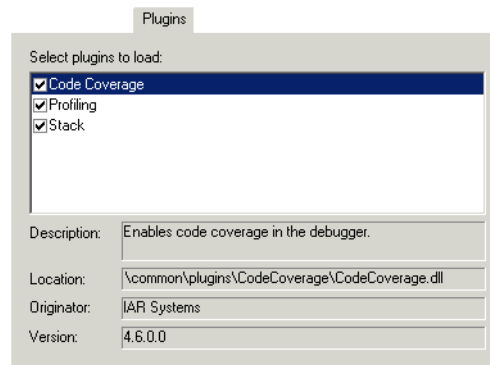 Plugins
Select plugins to load:
Code Coverage
Profiling
Stack
Description: Enables code coverage in the debugger.
Location: \common\plugins\CodeCoverage\CodeCoverage.dll
Originator: IAR Systems
Version: 4.6.0.0